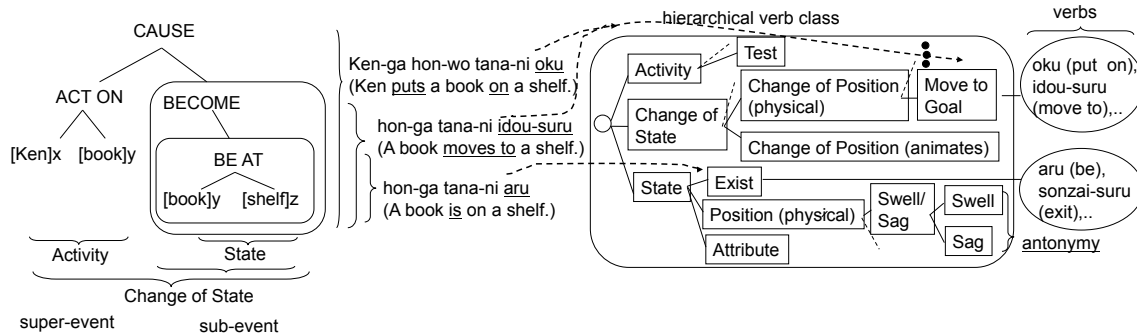 CAUSE
ACT ON
BECOME
[Ken]x [book]y
BE AT
[book]y [shelf]z
Activity
State
Change of State
super-event
sub-event
Ken-ga hon-wo tana-ni oku
(Ken puts a book on a shelf.)
hon-ga tana-ni idou-suru
(A book moves to a shelf.)
hon-ga tana-ni aru
(A book is on a shelf.)
hierarchical verb class
Activity
Test
Change of
State
Change of Position
(physical)
Move to
Goal
Change of Position (animates)
State
Exist
Position (physical)
Swell/
Sag
Swell
Sag
Attribute
antonymy
verbs
oku (put on),
idou-suru
(move to),..
aru (be),
sonzai-suru
(exit),..